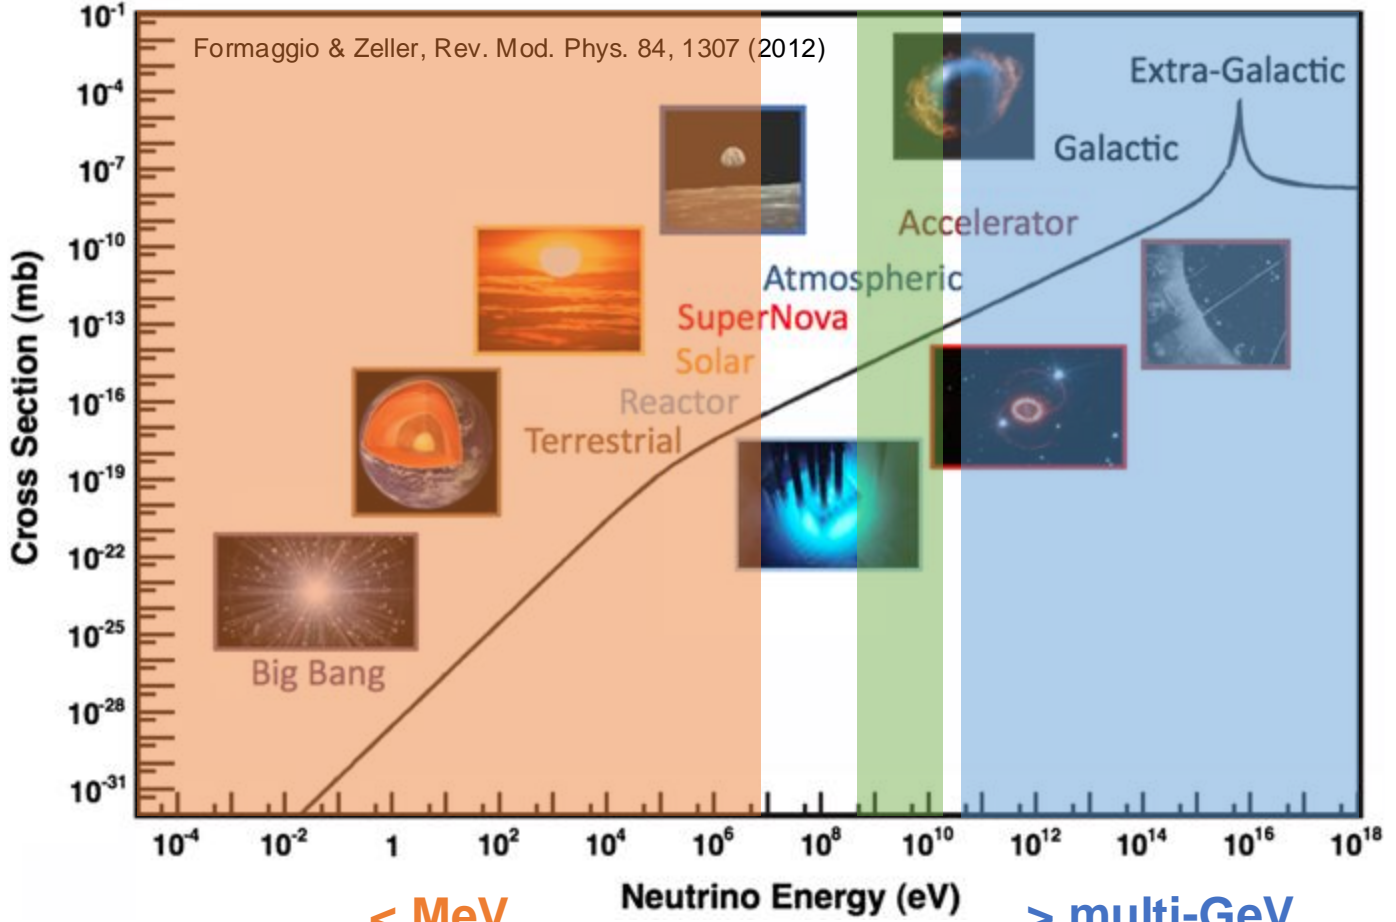 10⁻¹
Formaggio & Zeller, Rev. Mod. Phys. 84, 1307 (2012)
Extra-Galactic
10⁻⁴
Galactic
10⁻⁷
Accelerator
10⁻¹⁰
Atmospheric
SuperNova
10⁻¹³
Solar
Reactor
10⁻¹⁶
Terrestrial
10⁻¹⁹
10⁻²²
10⁻²⁵
Big Bang
10⁻²⁸
10⁻³¹
Cross Section (mb)
10⁻⁴ 10⁻² 1 10² 10⁴ 10⁶ 10⁸ 10¹⁰ 10¹² 10¹⁴ 10¹⁶ 10¹⁸
Neutrino Energy (eV)
< MeV
> multi-GeV